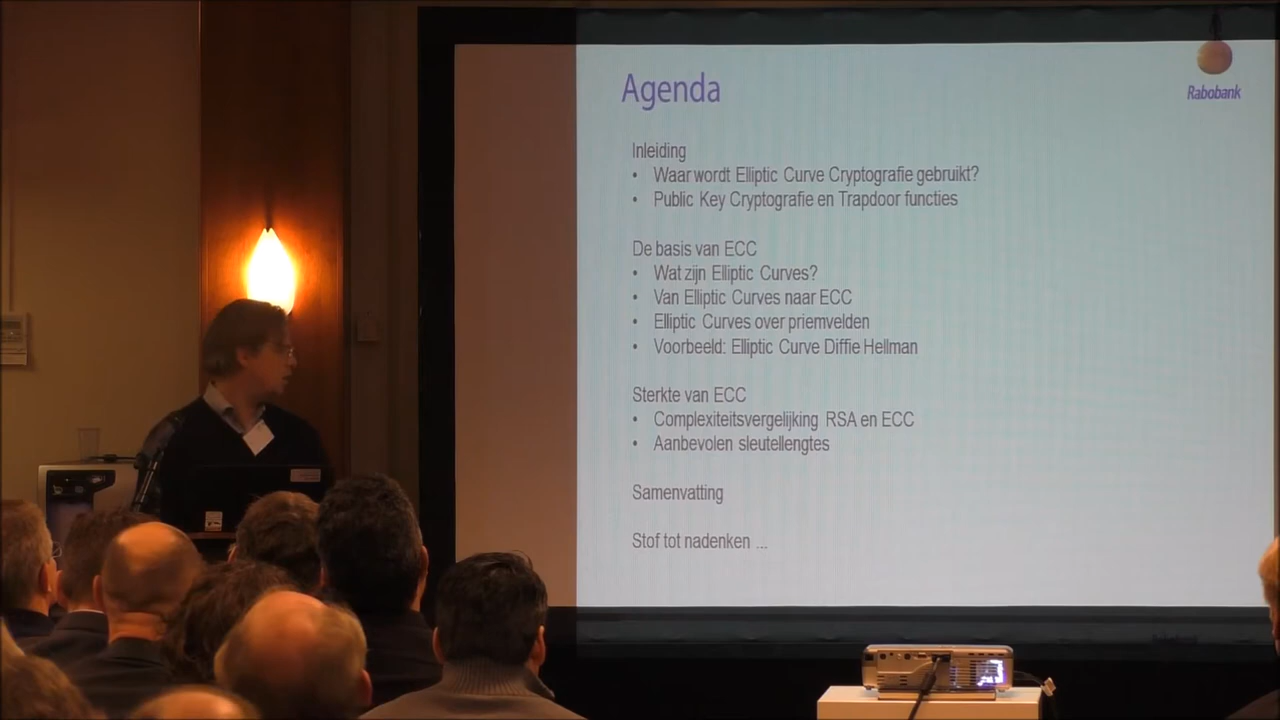 Agenda
Rabobank
Inleiding
• Waar wordt Elliptic Curve Cryptografie gebruikt?
• Public Key Cryptografie en Trapdoor functies
De basis van ECC
• Wat zijn Elliptic Curves?
• Van Elliptic Curves naar ECC
• Elliptic Curves over priemvelden
• Voorbeeld: Elliptic Curve Diffie Hellman
Sterkte van ECC
• Complexiteitsvergelijking RSA en ECC
• Aanbevolen sleutellengtes
Samenvatting
Stof tot nadenken ...